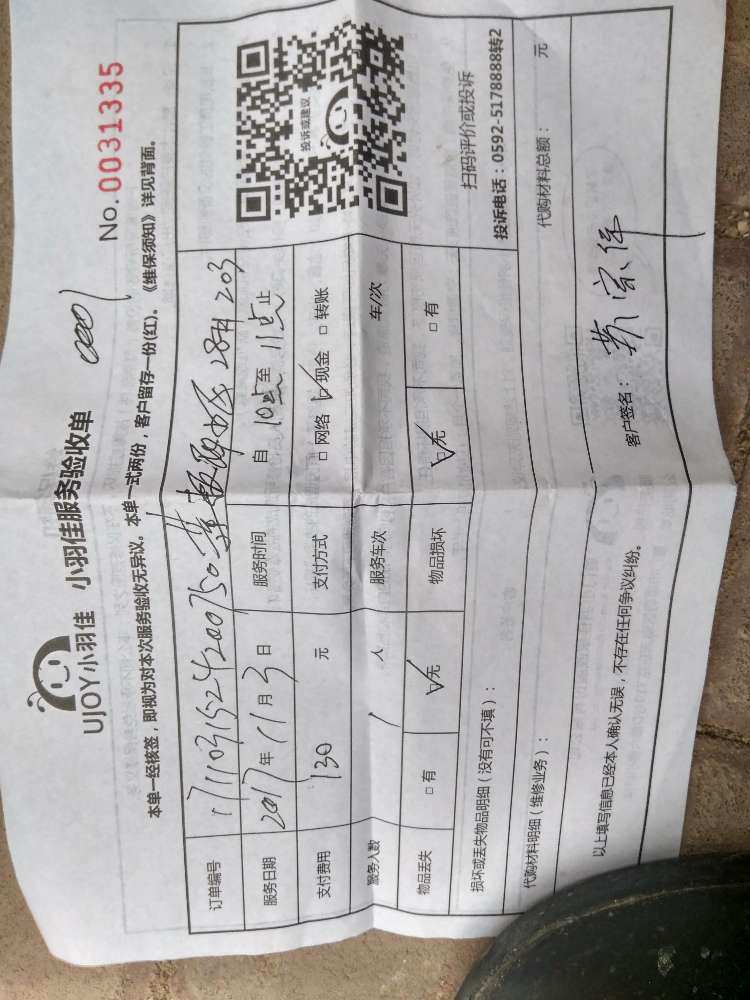 UJOY小羽佳 小羽佳服务验收单
No.0031335
本单一经核签，即视为对本次服务验收无异议。本单一式两份，客户留存一份(红)。《维保须知》详见背面。
订单编号
服务日期 2017年11月3日 服务时间 自10点至11点止
支付费用 130 元 支付方式 □网络 ☑现金 □转账
服务人数 1 人 服务车次 车/次
物品丢失 □有 ☑无 物品损坏 ☑无 □有
投诉或建议
扫码评价或投诉
投诉电话：0592-5178888转2
损坏或丢失物品明细（没有可不填）：
代购材料明细（维修业务）： 代购材料总额： 元
以上填写信息已经本人确认无误，不存在任何争议纠纷。 客户签名：